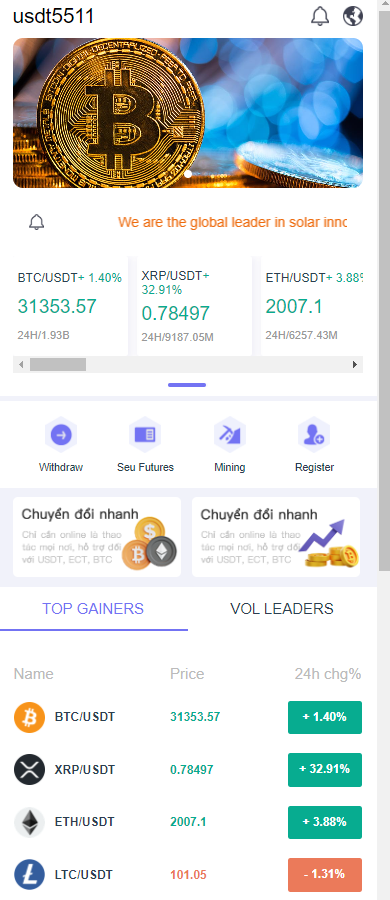 usdt5511
We are the global leader in solar inno
BTC/USDT+ 1.40%
31353.57
24H/1.93B
XRP/USDT+
32.91%
0.78497
24H/9187.05M
ETH/USDT+ 3.88%
2007.1
24H/6257.43M
Withdraw
Seu Futures
Mining
Register
Chuyển đổi nhanh
Chỉ cần online là thao
tác mọi nơi, hỗ trợ đối
với USDT, ECT, BTC
Chuyển đổi nhanh
Chỉ cần online là thao
tác mọi nơi, hỗ trợ đối
với USDT, ECT, BTC
TOP GAINERS
VOL LEADERS
Name Price 24h chg%
BTC/USDT 31353.57 + 1.40%
XRP/USDT 0.78497 + 32.91%
ETH/USDT 2007.1 + 3.88%
LTC/USDT 101.05 - 1.31%